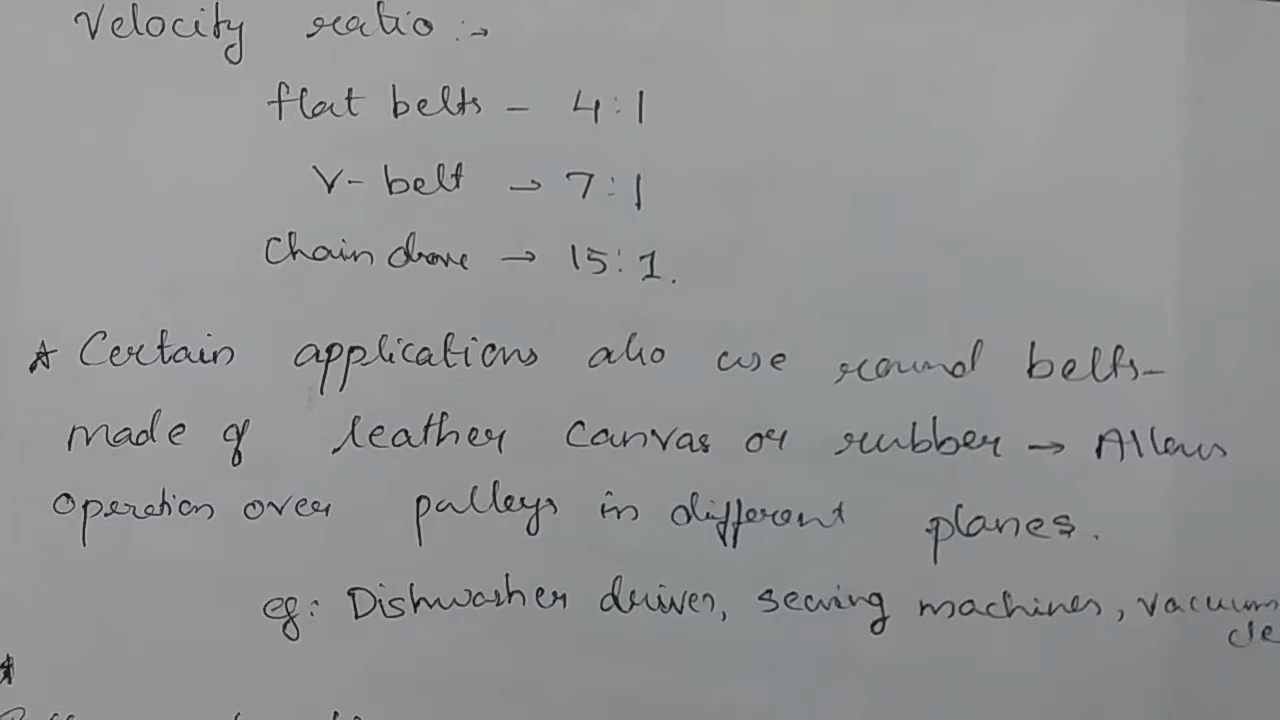 Velocity ratio :→
flat belts - 4:1
V-belt → 7:1
Chain drive → 15:1.
* Certain applications also use round belts-
made of leather canvas or rubber → Allows
operation over pulleys in different planes.
eg: Dishwasher drives, sewing machines, vacuum
cle
*